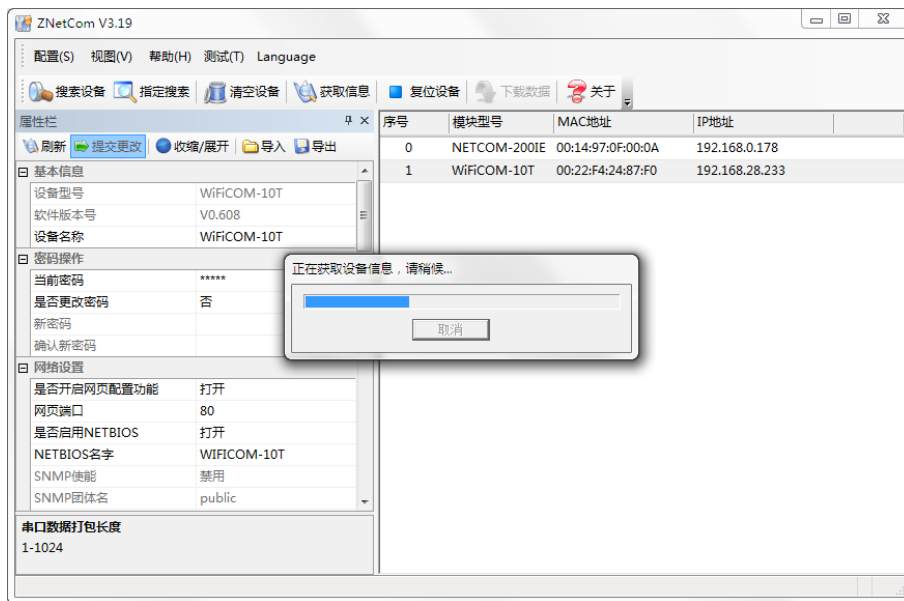 ZNetCom V3.19
配置(S) 视图(V) 帮助(H) 测试(T) Language
搜索设备 指定搜索 清空设备 获取信息 复位设备 下载数据 关于
属性栏
刷新 提交更改 收缩/展开 导入 导出
基本信息
设备型号 WiFiCOM-10T
软件版本号 V0.608
设备名称 WiFiCOM-10T
密码操作
当前密码 *****
是否更改密码 否
新密码
确认新密码
网络设置
是否开启网页配置功能 打开
网页端口 80
是否启用NETBIOS 打开
NETBIOS名字 WIFICOM-10T
SNMP使能 禁用
SNMP团体名 public
串口数据打包长度
1-1024
序号 模块型号 MAC地址 IP地址
0 NETCOM-200IE 00:14:97:0F:00:0A 192.168.0.178
1 WiFiCOM-10T 00:22:F4:24:87:F0 192.168.28.233
正在获取设备信息，请稍候...
取消